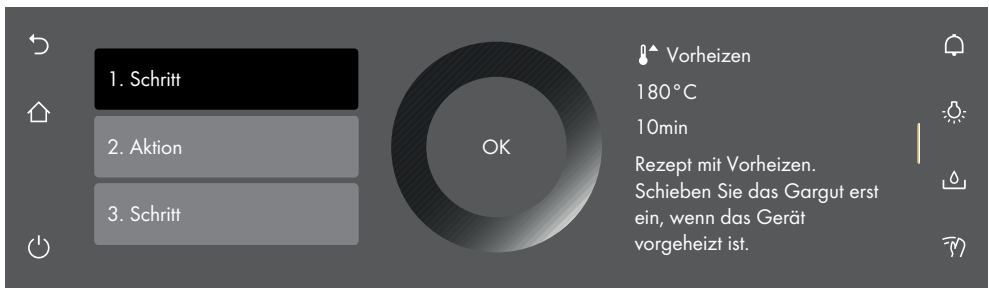 1. Schritt
2. Aktion
3. Schritt
OK
Vorheizen
180°C
10min
Rezept mit Vorheizen.
Schieben Sie das Gargut erst
ein, wenn das Gerät
vorgeheizt ist.